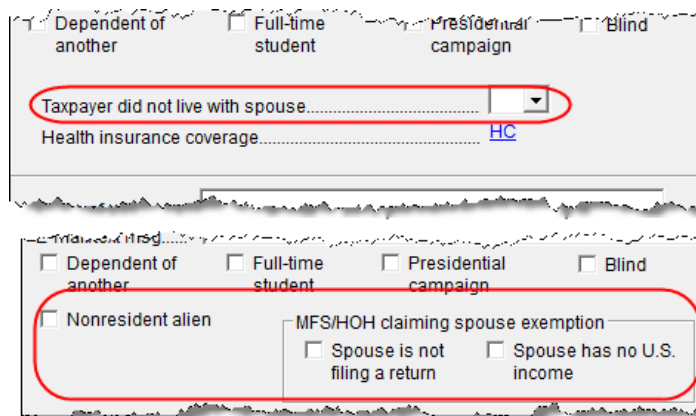 Dependent of another
Full-time student
Presidential campaign
Blind
Taxpayer did not live with spouse
Health insurance coverage HC
Dependent of another
Full-time student
Presidential campaign
Blind
Nonresident alien
MFS/HOH claiming spouse exemption
Spouse is not filing a return
Spouse has no U.S. income